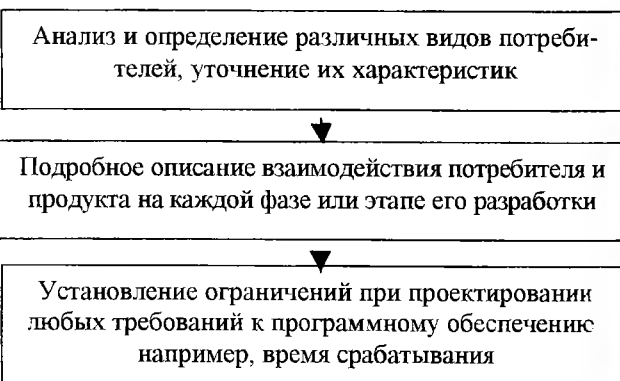 Анализ и определение различных видов потреби-
телей, уточнение их характеристик
Подробное описание взаимодействия потребителя и
продукта на каждой фазе или этапе его разработки
Установление ограничений при проектировании
любых требований к программному обеспечению
например, время срабатывания